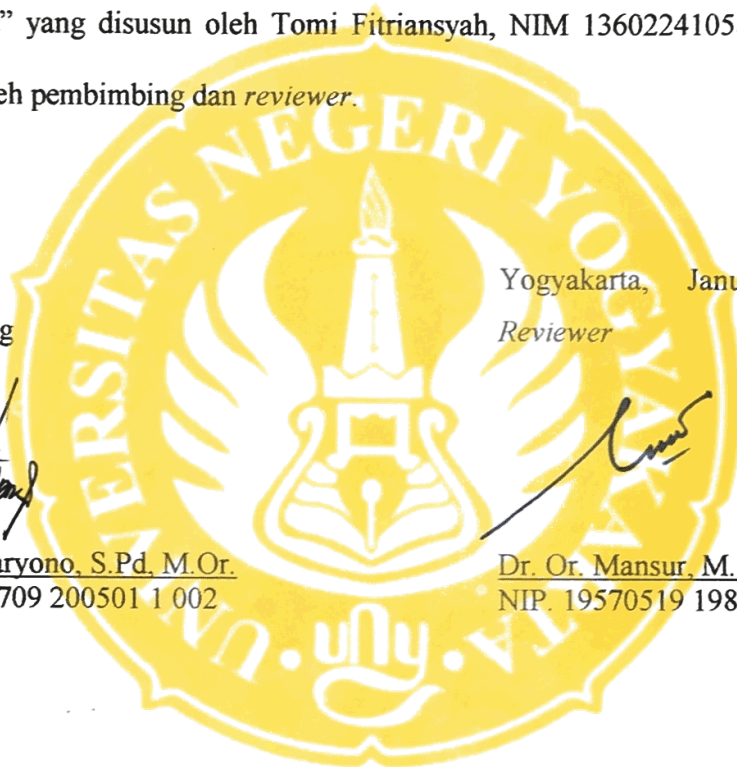 ” yang disusun oleh Tomi Fitriansyah, NIM 1360224105
eh pembimbing dan reviewer.
UNIVERSITAS NEGERI YOGYAKARTA
Yogyakarta, Janu
g
Reviewer
aryono, S.Pd, M.Or.
Dr. Or. Mansur, M.
709 200501 1 002
NIP. 19570519 198
uny